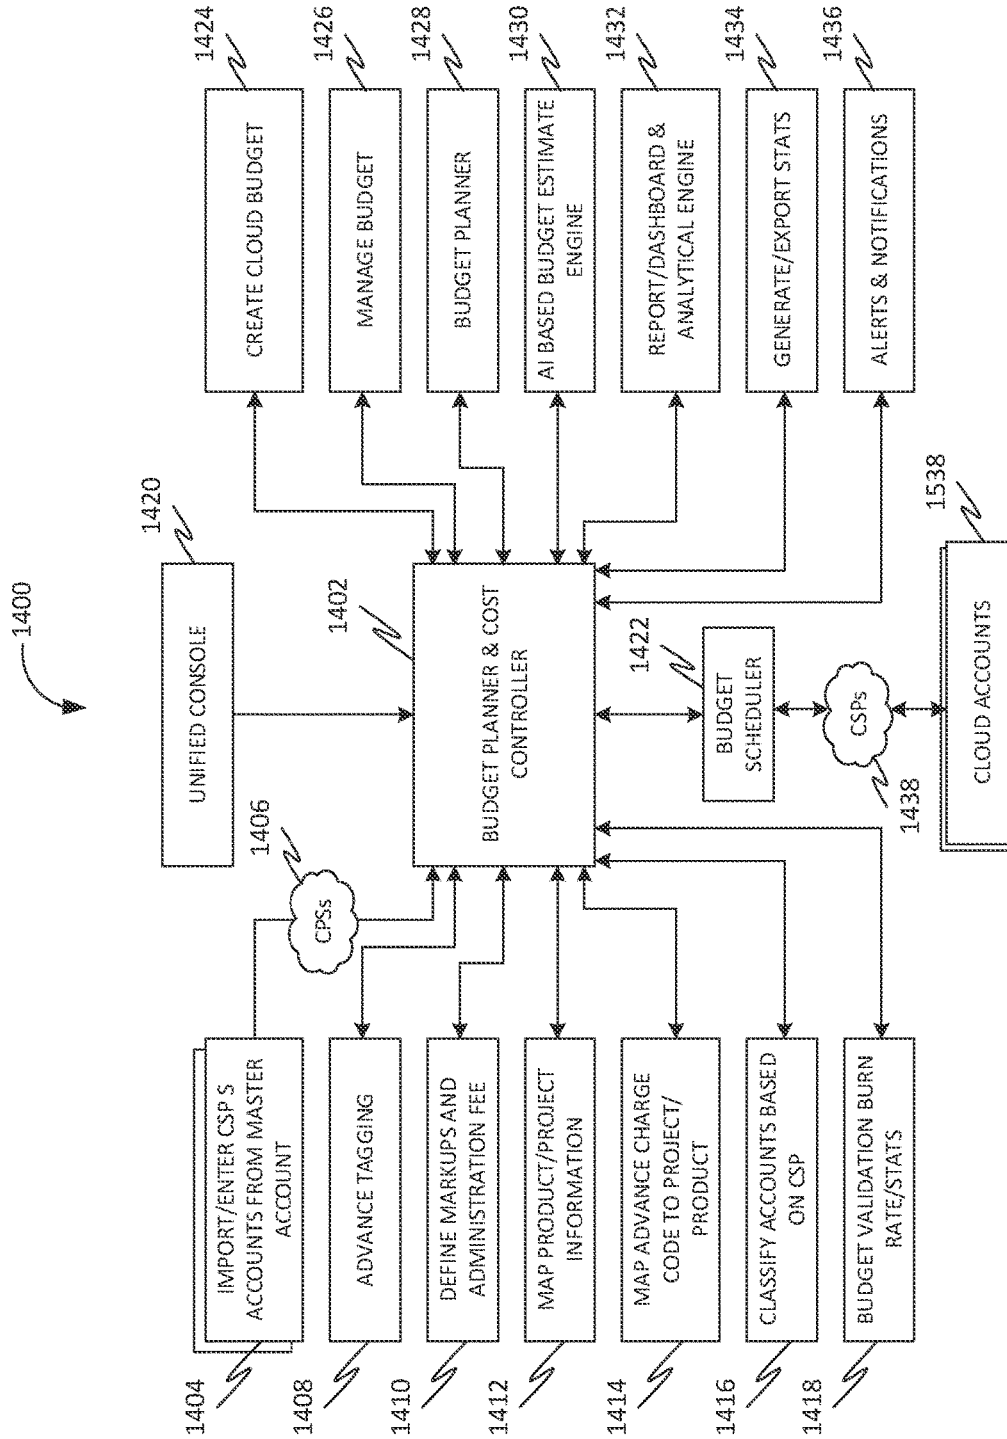 1400
1404
IMPORT/ENTER CSP S
ACCOUNTS FROM MASTER
ACCOUNT
1406
CPSs
1408
ADVANCE TAGGING
1410
DEFINE MARKUPS AND
ADMINISTRATION FEE
1412
MAP PRODUCT/PROJECT
INFORMATION
1414
MAP ADVANCE CHARGE
CODE TO PROJECT/
PRODUCT
1416
CLASSIFY ACCOUNTS BASED
ON CSP
1418
BUDGET VALIDATION BURN
RATE/STATS
1420
UNIFIED CONSOLE
1402
BUDGET PLANNER & COST
CONTROLLER
1422
BUDGET
SCHEDULER
CSPs
1438
1538
CLOUD ACCOUNTS
1424
CREATE CLOUD BUDGET
1426
MANAGE BUDGET
1428
BUDGET PLANNER
1430
AI BASED BUDGET ESTIMATE
ENGINE
1432
REPORT/DASHBOARD &
ANALYTICAL ENGINE
1434
GENERATE/EXPORT STATS
1436
ALERTS & NOTIFICATIONS